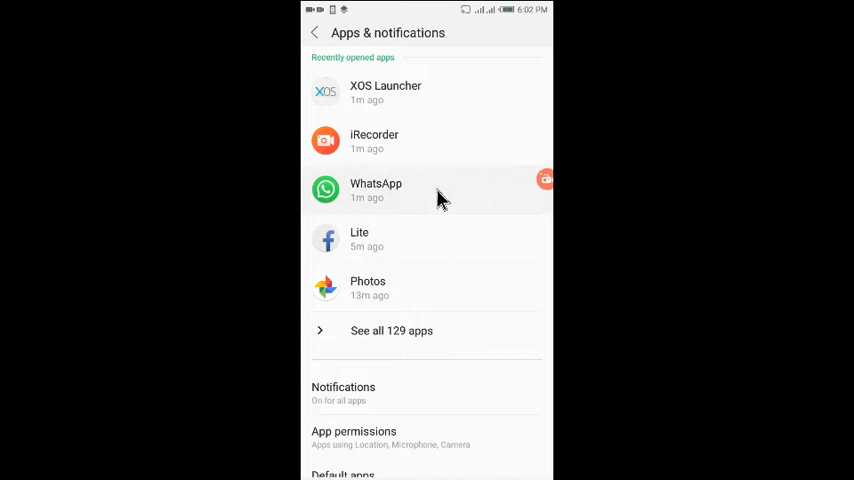 6:02 PM
Apps & notifications
Recently opened apps
XOS
XOS Launcher
1m ago
iRecorder
1m ago
WhatsApp
1m ago
Lite
5m ago
Photos
13m ago
See all 129 apps
Notifications
On for all apps
App permissions
Apps using Location, Microphone, Camera
Default apps